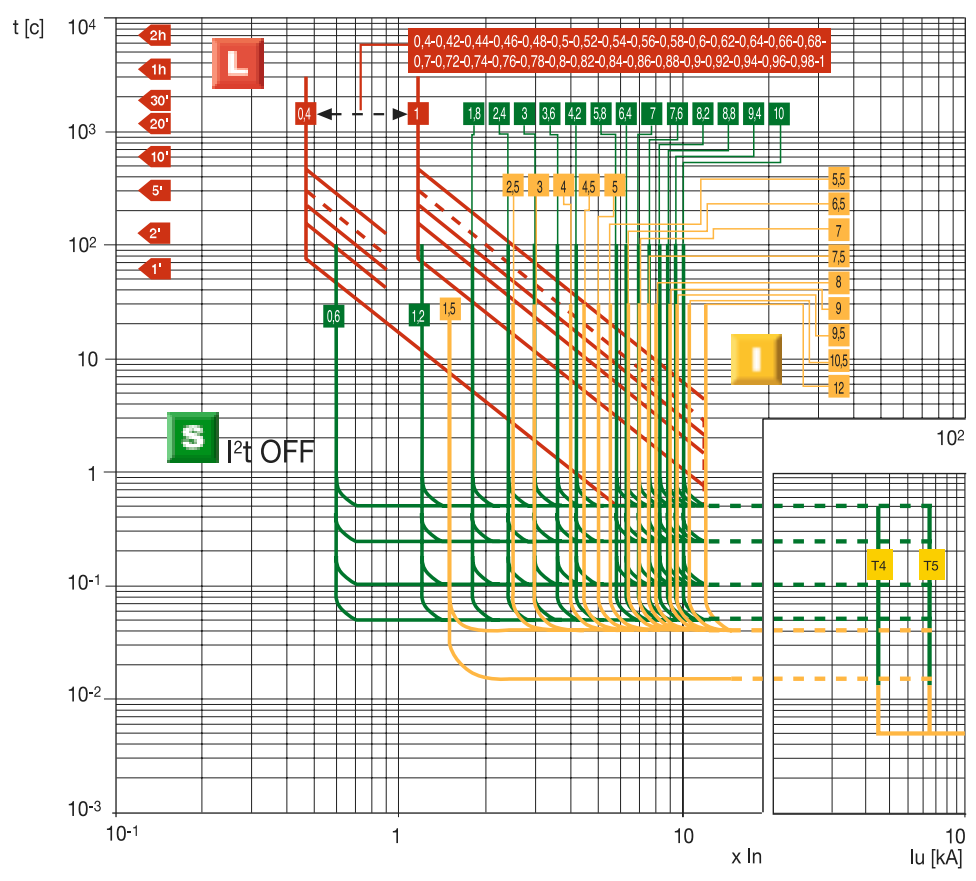 t [c]
10⁴
2h
1h
30'
20'
10³
10'
5'
10²
2'
1'
10
1
10⁻¹
10⁻²
10⁻³
L
0,4-0,42-0,44-0,46-0,48-0,5-0,52-0,54-0,56-0,58-0,6-0,62-0,64-0,66-0,68-
0,7-0,72-0,74-0,76-0,78-0,8-0,82-0,84-0,86-0,88-0,9-0,92-0,94-0,96-0,98-1
0,4 1 1,8 2,4 3 3,6 4,2 5,8 6,4 7 7,6 8,2 8,8 9,4 10
2,5 3 4 4,5 5
5,5
6,5
7
7,5
8
9
9,5
10,5
12
0,6 1,2 1,5
I
S I²t OFF
10²
T4 T5
10⁻¹ 1 10 10
x In Iu [kA]